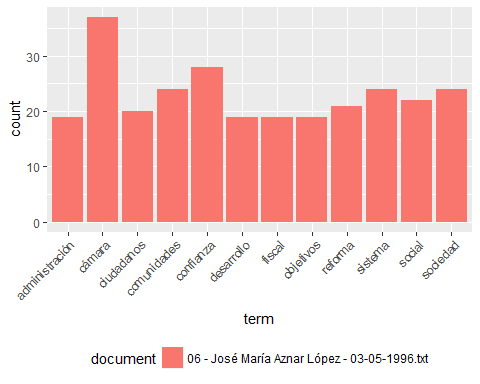 count
30
20
10
0
administración
cámara
ciudadanos
comunidades
confianza
desarrollo
fiscal
objetivos
reforma
sistema
social
sociedad
term
document 06 - José María Aznar López - 03-05-1996.txt